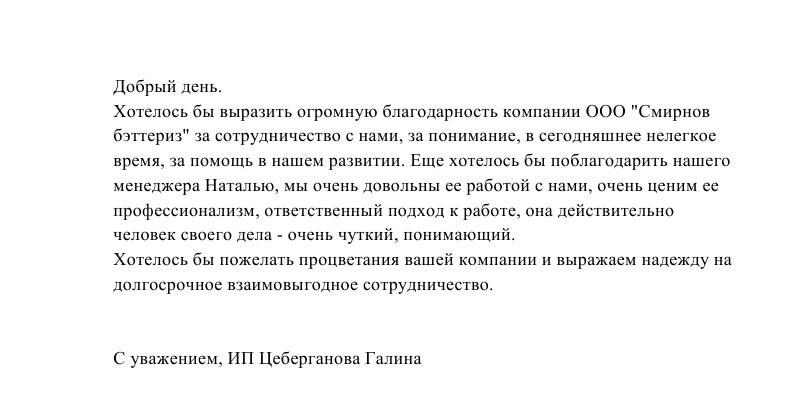 Добрый день.
Хотелось бы выразить огромную благодарность компании ООО "Смирнов
бэттериз" за сотрудничество с нами, за понимание, в сегодняшнее нелегкое
время, за помощь в нашем развитии. Еще хотелось бы поблагодарить нашего
менеджера Наталью, мы очень довольны ее работой с нами, очень ценим ее
профессионализм, ответственный подход к работе, она действительно
человек своего дела - очень чуткий, понимающий.
Хотелось бы пожелать процветания вашей компании и выражаем надежду на
долгосрочное взаимовыгодное сотрудничество.
С уважением, ИП Цеберганова Галина